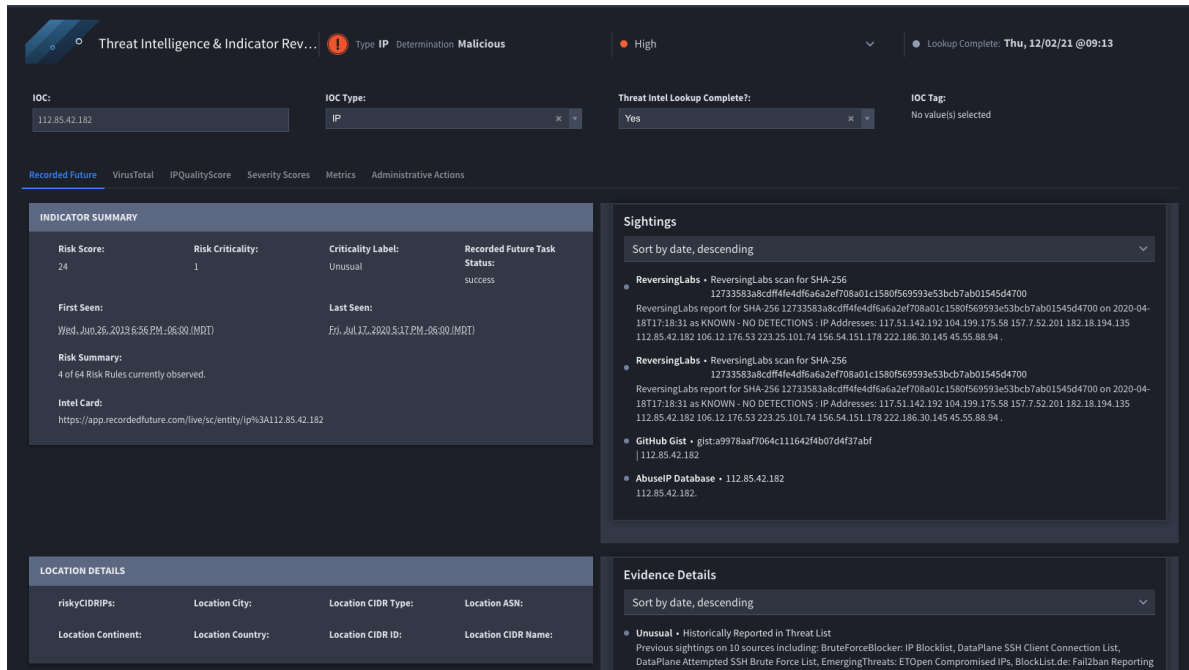 Threat Intelligence & Indicator Rev... Type IP Determination Malicious High Lookup Complete: Thu, 12/02/21 @09:13
IOC: IOC Type: Threat Intel Lookup Complete?: IOC Tag:
112.85.42.182 IP Yes No value(s) selected
Recorded Future VirusTotal IPQualityScore Severity Scores Metrics Administrative Actions
INDICATOR SUMMARY
Risk Score: Risk Criticality: Criticality Label: Recorded Future Task Status:
24 1 Unusual success
First Seen: Last Seen:
Wed, Jun 26, 2019 6:56 PM -06:00 (MDT) Fri, Jul 17, 2020 5:17 PM -06:00 (MDT)
Risk Summary:
4 of 64 Risk Rules currently observed.
Intel Card:
https://app.recordedfuture.com/live/sc/entity/ip%3A112.85.42.182
Sightings
Sort by date, descending
ReversingLabs • ReversingLabs scan for SHA-256
12733583a8cdff4fe4df6a6a2ef708a01c1580f569593e53bcb7ab01545d4700
ReversingLabs report for SHA-256 12733583a8cdff4fe4df6a6a2ef708a01c1580f569593e53bcb7ab01545d4700 on 2020-04-
18T17:18:31 as KNOWN - NO DETECTIONS : IP Addresses: 117.51.142.192 104.199.175.58 157.7.52.201 182.18.194.135
112.85.42.182 106.12.176.53 223.25.101.74 156.54.151.178 222.186.30.145 45.55.88.94 .
ReversingLabs • ReversingLabs scan for SHA-256
12733583a8cdff4fe4df6a6a2ef708a01c1580f569593e53bcb7ab01545d4700
ReversingLabs report for SHA-256 12733583a8cdff4fe4df6a6a2ef708a01c1580f569593e53bcb7ab01545d4700 on 2020-04-
18T17:18:31 as KNOWN - NO DETECTIONS : IP Addresses: 117.51.142.192 104.199.175.58 157.7.52.201 182.18.194.135
112.85.42.182 106.12.176.53 223.25.101.74 156.54.151.178 222.186.30.145 45.55.88.94 .
GitHub Gist • gist:a9978aaf7064c111642f4b07d4f37abf
| 112.85.42.182
AbuseIP Database • 112.85.42.182
112.85.42.182.
LOCATION DETAILS
riskyCIDRIPs: Location City: Location CIDR Type: Location ASN:
Location Continent: Location Country: Location CIDR ID: Location CIDR Name:
Evidence Details
Sort by date, descending
Unusual • Historically Reported in Threat List
Previous sightings on 10 sources including: BruteForceBlocker: IP Blocklist, DataPlane SSH Client Connection List,
DataPlane Attempted SSH Brute Force List, EmergingThreats: ETOpen Compromised IPs, BlockList.de: Fail2ban Reporting